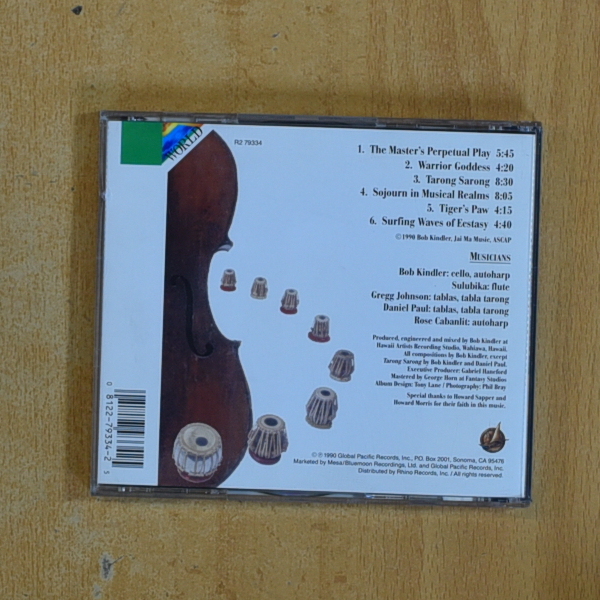 WORLD
R2 79334
1. The Master's Perpetual Play 5:45
2. Warrior Goddess 4:20
3. Tarong Sarong 8:30
4. Sojourn in Musical Realms 8:05
5. Tiger's Paw 4:15
6. Surfing Waves of Ecstasy 4:40
©1990 Bob Kindler, Jai Ma Music, ASCAP
MUSICIANS
Bob Kindler: cello, autoharp
Sulubika: flute
Gregg Johnson: tablas, tabla tarong
Daniel Paul: tablas, tabla tarong
Rose Cabanlit: autoharp
Produced, engineered and mixed by Bob Kindler at
Hawaii Artists Recording Studio, Wahiawa, Hawaii.
All compositions by Bob Kindler, except
Tarong Sarong by Bob Kindler and Daniel Paul.
Executive Producer: Gabriel Haneford
Mastered by George Horn at Fantasy Studios
Album Design: Tony Lane / Photography: Phil Bray
Special thanks to Howard Sapper and
Howard Morris for their faith in this music.
0 8122-79334-2 5
©℗ 1990 Global Pacific Records, Inc., P.O. Box 2001, Sonoma, CA 95476
Marketed by Mesa/Bluemoon Recordings, Ltd. and Global Pacific Records, Inc.
Distributed by Rhino Records, Inc. / All rights reserved.